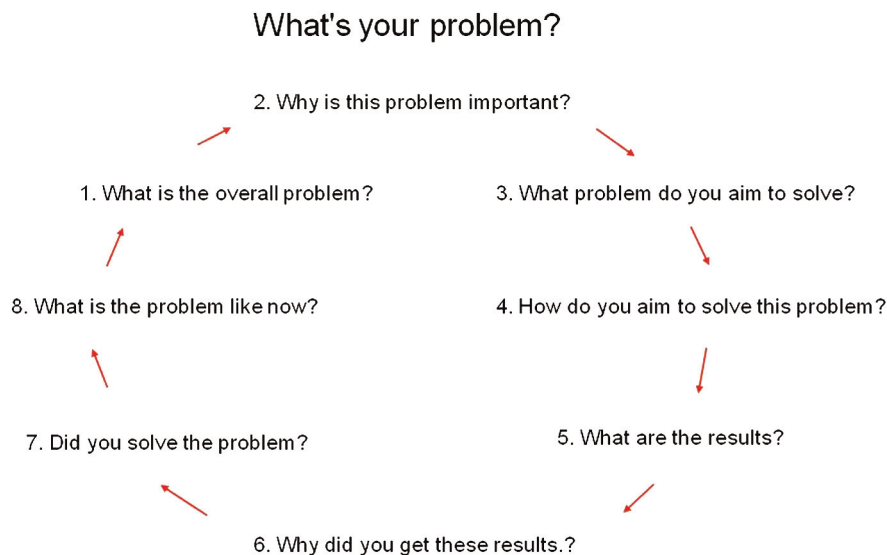 What's your problem?
2. Why is this problem important?
1. What is the overall problem?
3. What problem do you aim to solve?
8. What is the problem like now?
4. How do you aim to solve this problem?
7. Did you solve the problem?
5. What are the results?
6. Why did you get these results.?